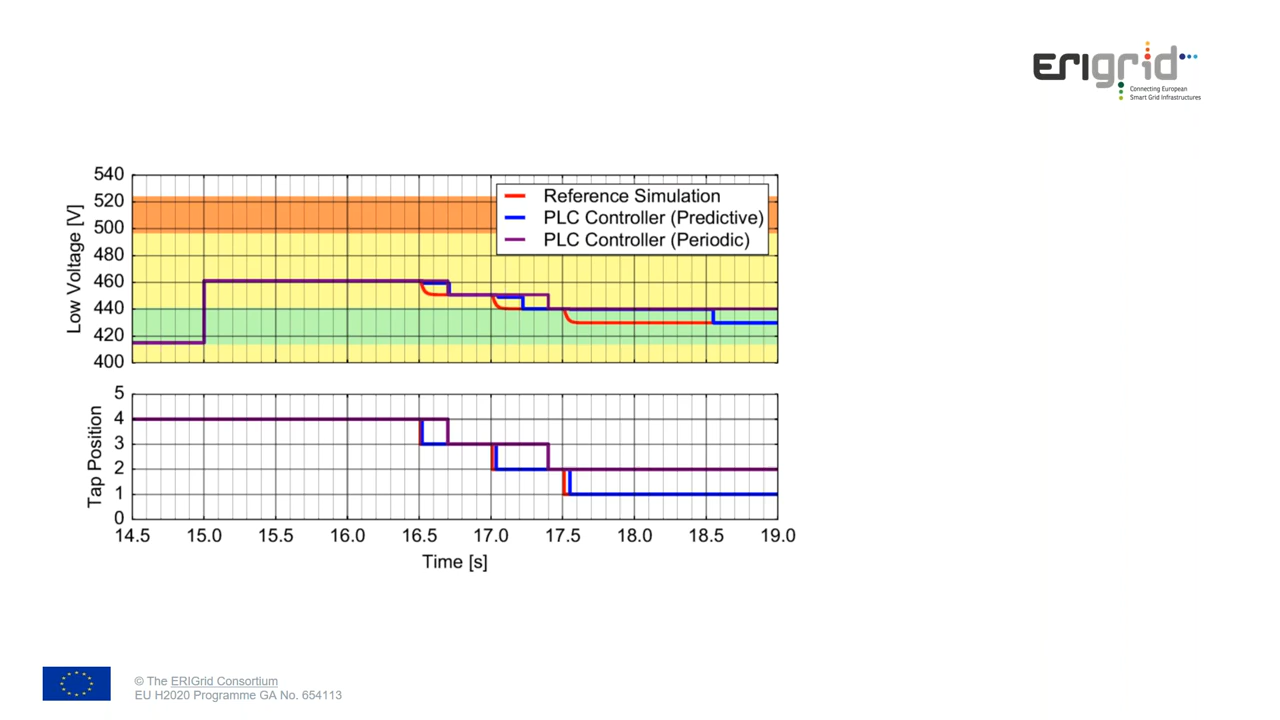 ERIgrid
Connecting European
Smart Grid Infrastructures
540
520
500
480
460
440
420
400
Low Voltage [V]
Reference Simulation
PLC Controller (Predictive)
PLC Controller (Periodic)
5
4
3
2
1
0
Tap Position
14.5 15.0 15.5 16.0 16.5 17.0 17.5 18.0 18.5 19.0
Time [s]
© The ERIGrid Consortium
EU H2020 Programme GA No. 654113